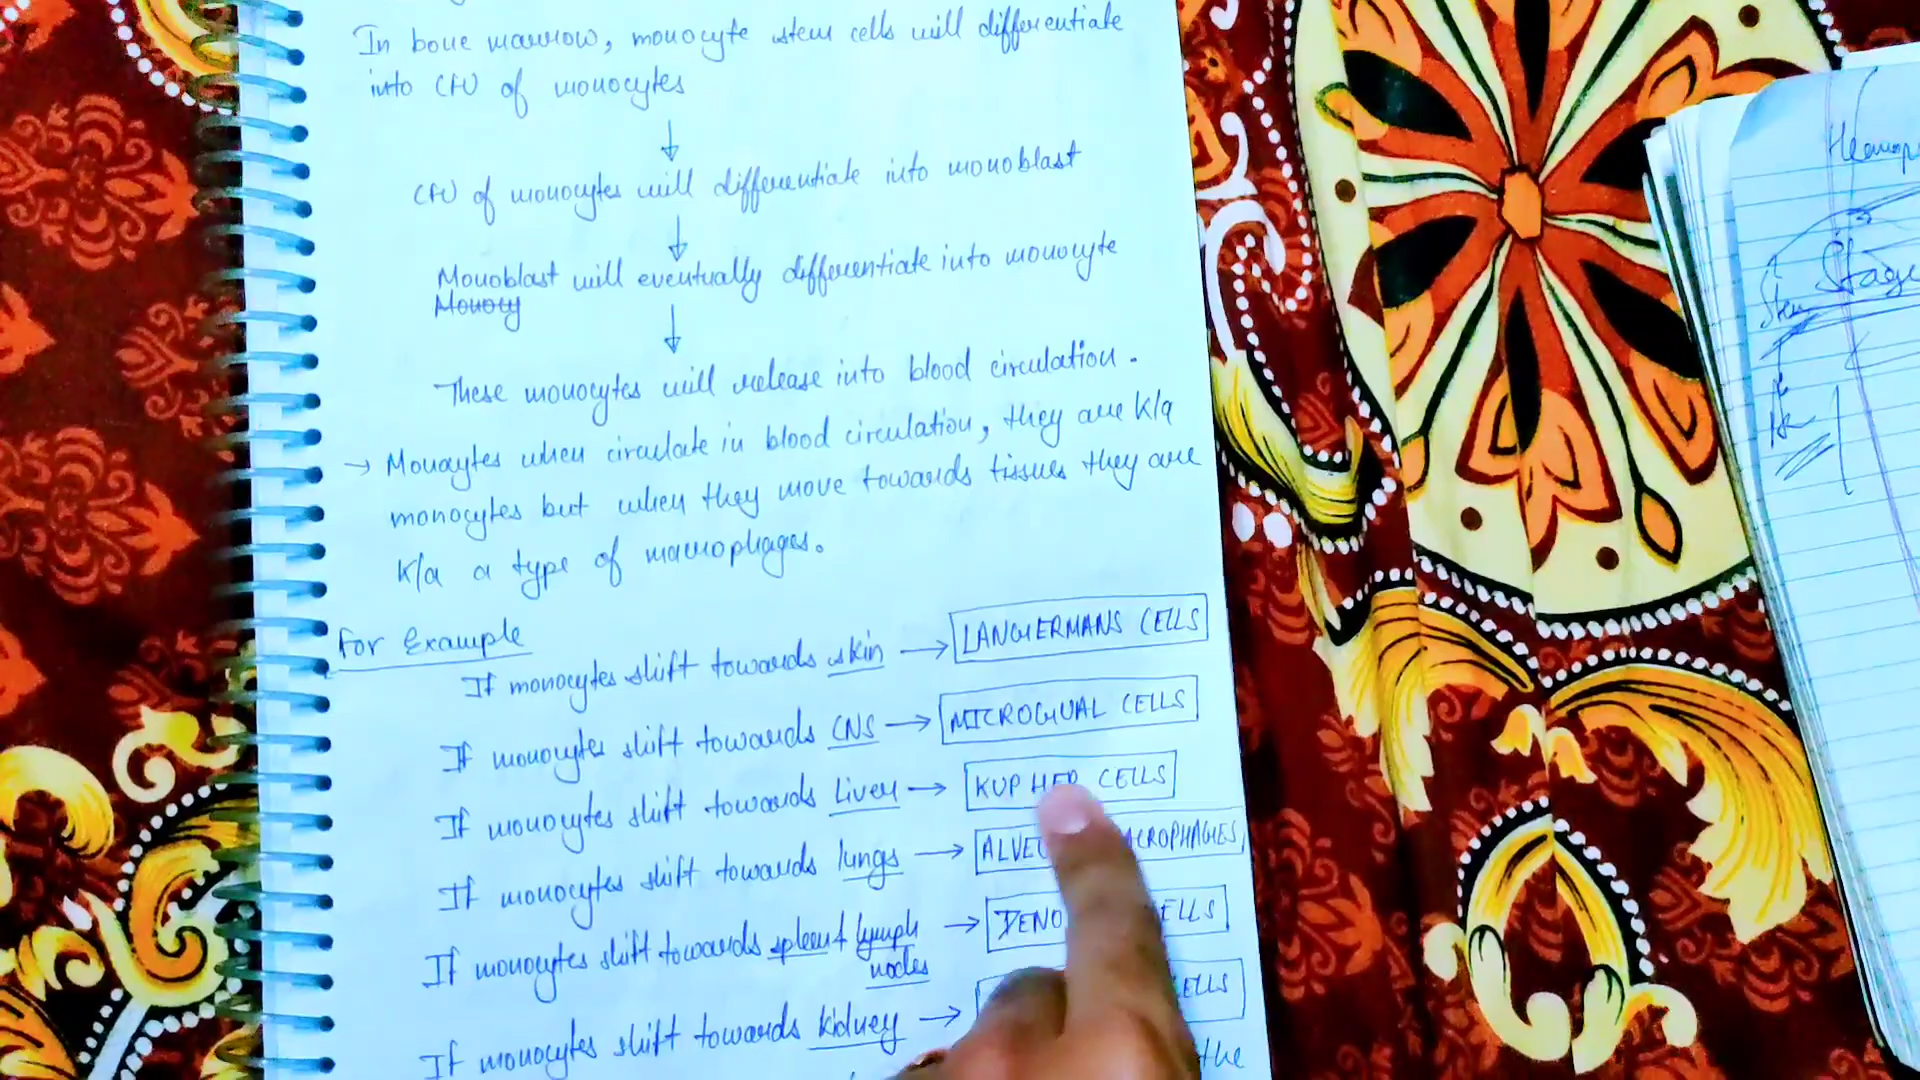 In bone marrow, monocyte stem cells will differentiate
into CFU of monocytes
↓
CFU of monocytes will differentiate into monoblast
↓
Monoblast will eventually differentiate into monocyte
Monocy
↓
These monocytes will release into blood circulation.
→ Monocytes when circulate in blood circulation, they are K/a
monocytes but when they move towards tissues they are
K/a a type of macrophages.
For Example
If monocytes shift towards skin → LANGERMANS CELLS
If monocytes shift towards CNS → MICROGLIAL CELLS
If monocytes shift towards Liver → KUPHER CELLS
If monocytes shift towards lungs →
If monocytes shift towards spleen & lymph →
nodes
If monocytes shift towards kidney →
the
Stage